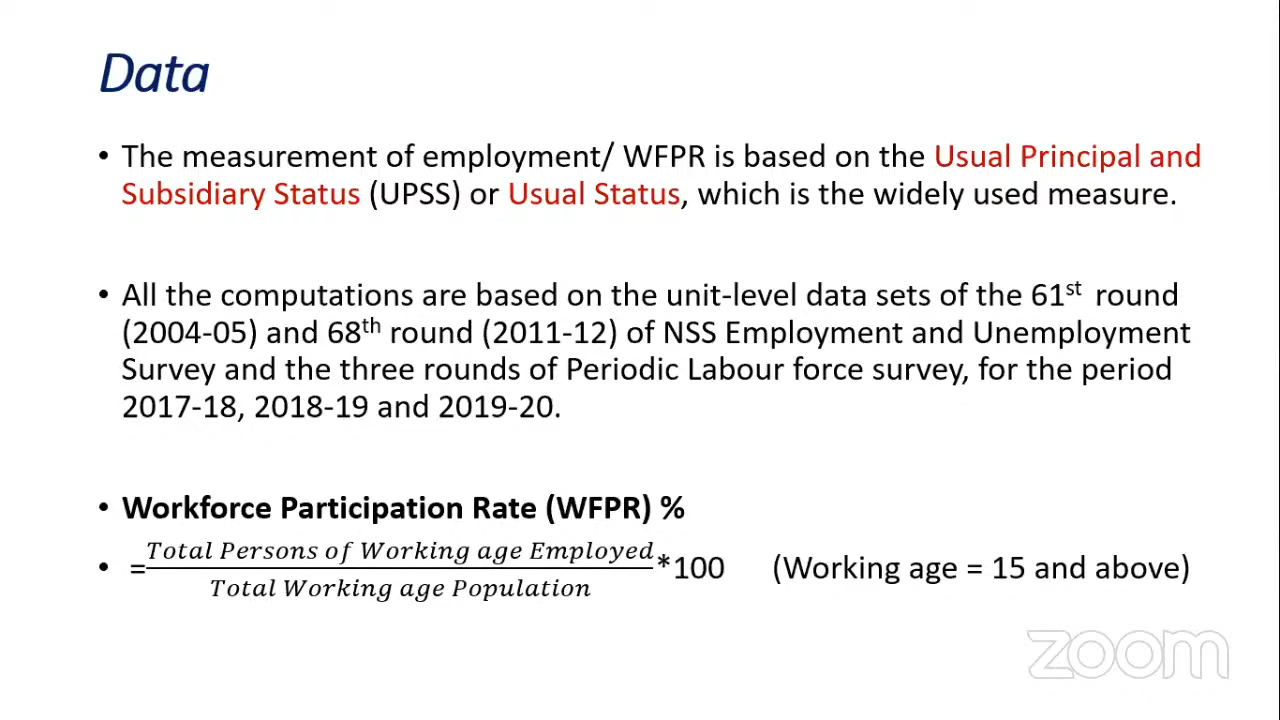 Data
• The measurement of employment/ WFPR is based on the Usual Principal and
Subsidiary Status (UPSS) or Usual Status, which is the widely used measure.
• All the computations are based on the unit-level data sets of the 61st round
(2004-05) and 68th round (2011-12) of NSS Employment and Unemployment
Survey and the three rounds of Periodic Labour force survey, for the period
2017-18, 2018-19 and 2019-20.
• Workforce Participation Rate (WFPR) %
Total Persons of Working age Employed
• = *100 (Working age = 15 and above)
Total Working age Population
zoom